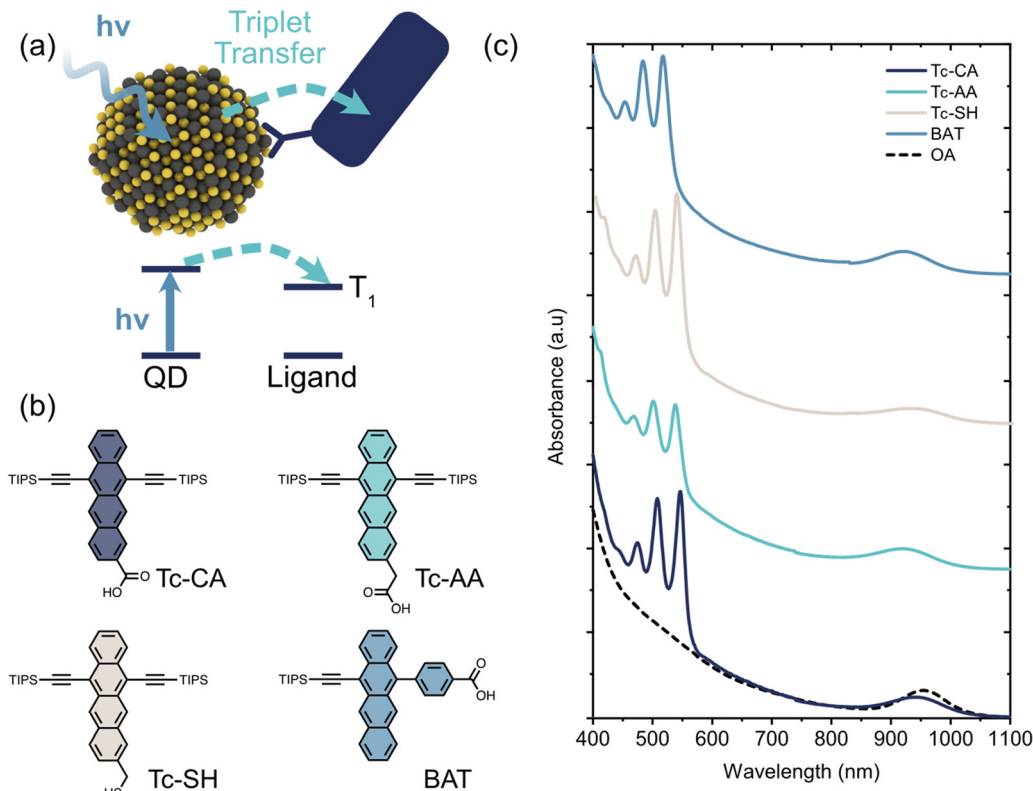 (a)
hν
Triplet
Transfer
hν
T1
QD
Ligand
(b)
TIPS
TIPS
O
HO
Tc-CA
TIPS
TIPS
O
OH
Tc-AA
TIPS
TIPS
Tc-SH
TIPS
O
OH
BAT
(c)
Tc-CA
Tc-AA
Tc-SH
BAT
OA
Absorbance (a.u)
400 500 600 700 800 900 1000 1100
Wavelength (nm)